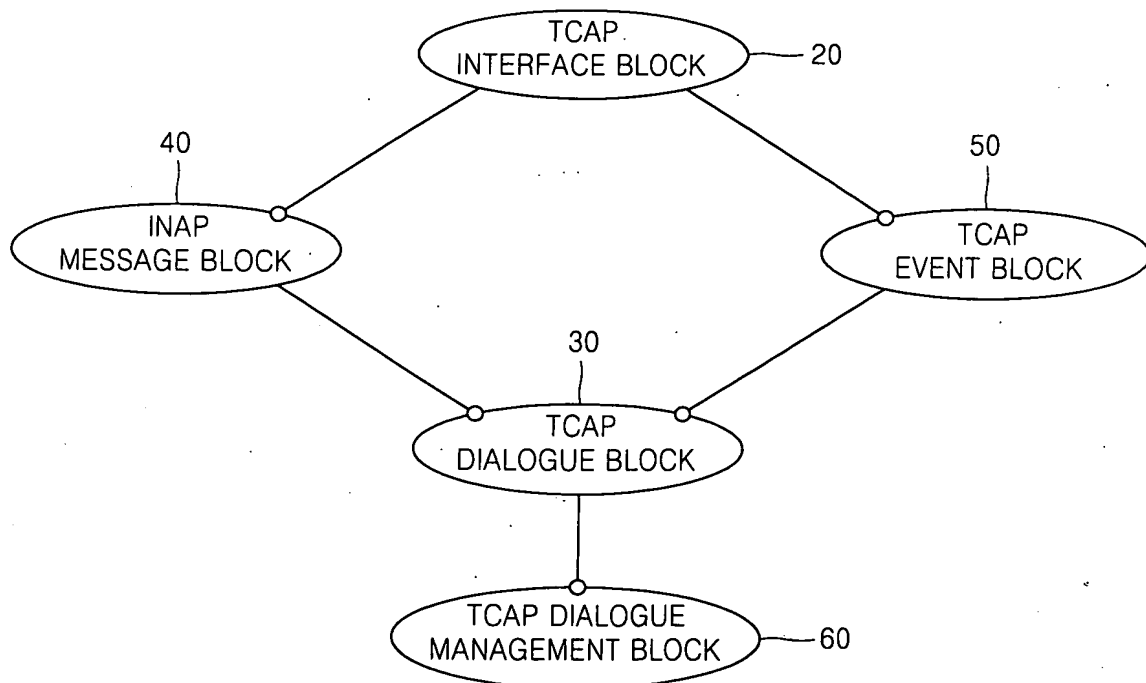 TCAP
INTERFACE BLOCK
20
40
50
INAP
MESSAGE BLOCK
TCAP
EVENT BLOCK
30
TCAP
DIALOGUE BLOCK
TCAP DIALOGUE
MANAGEMENT BLOCK
60